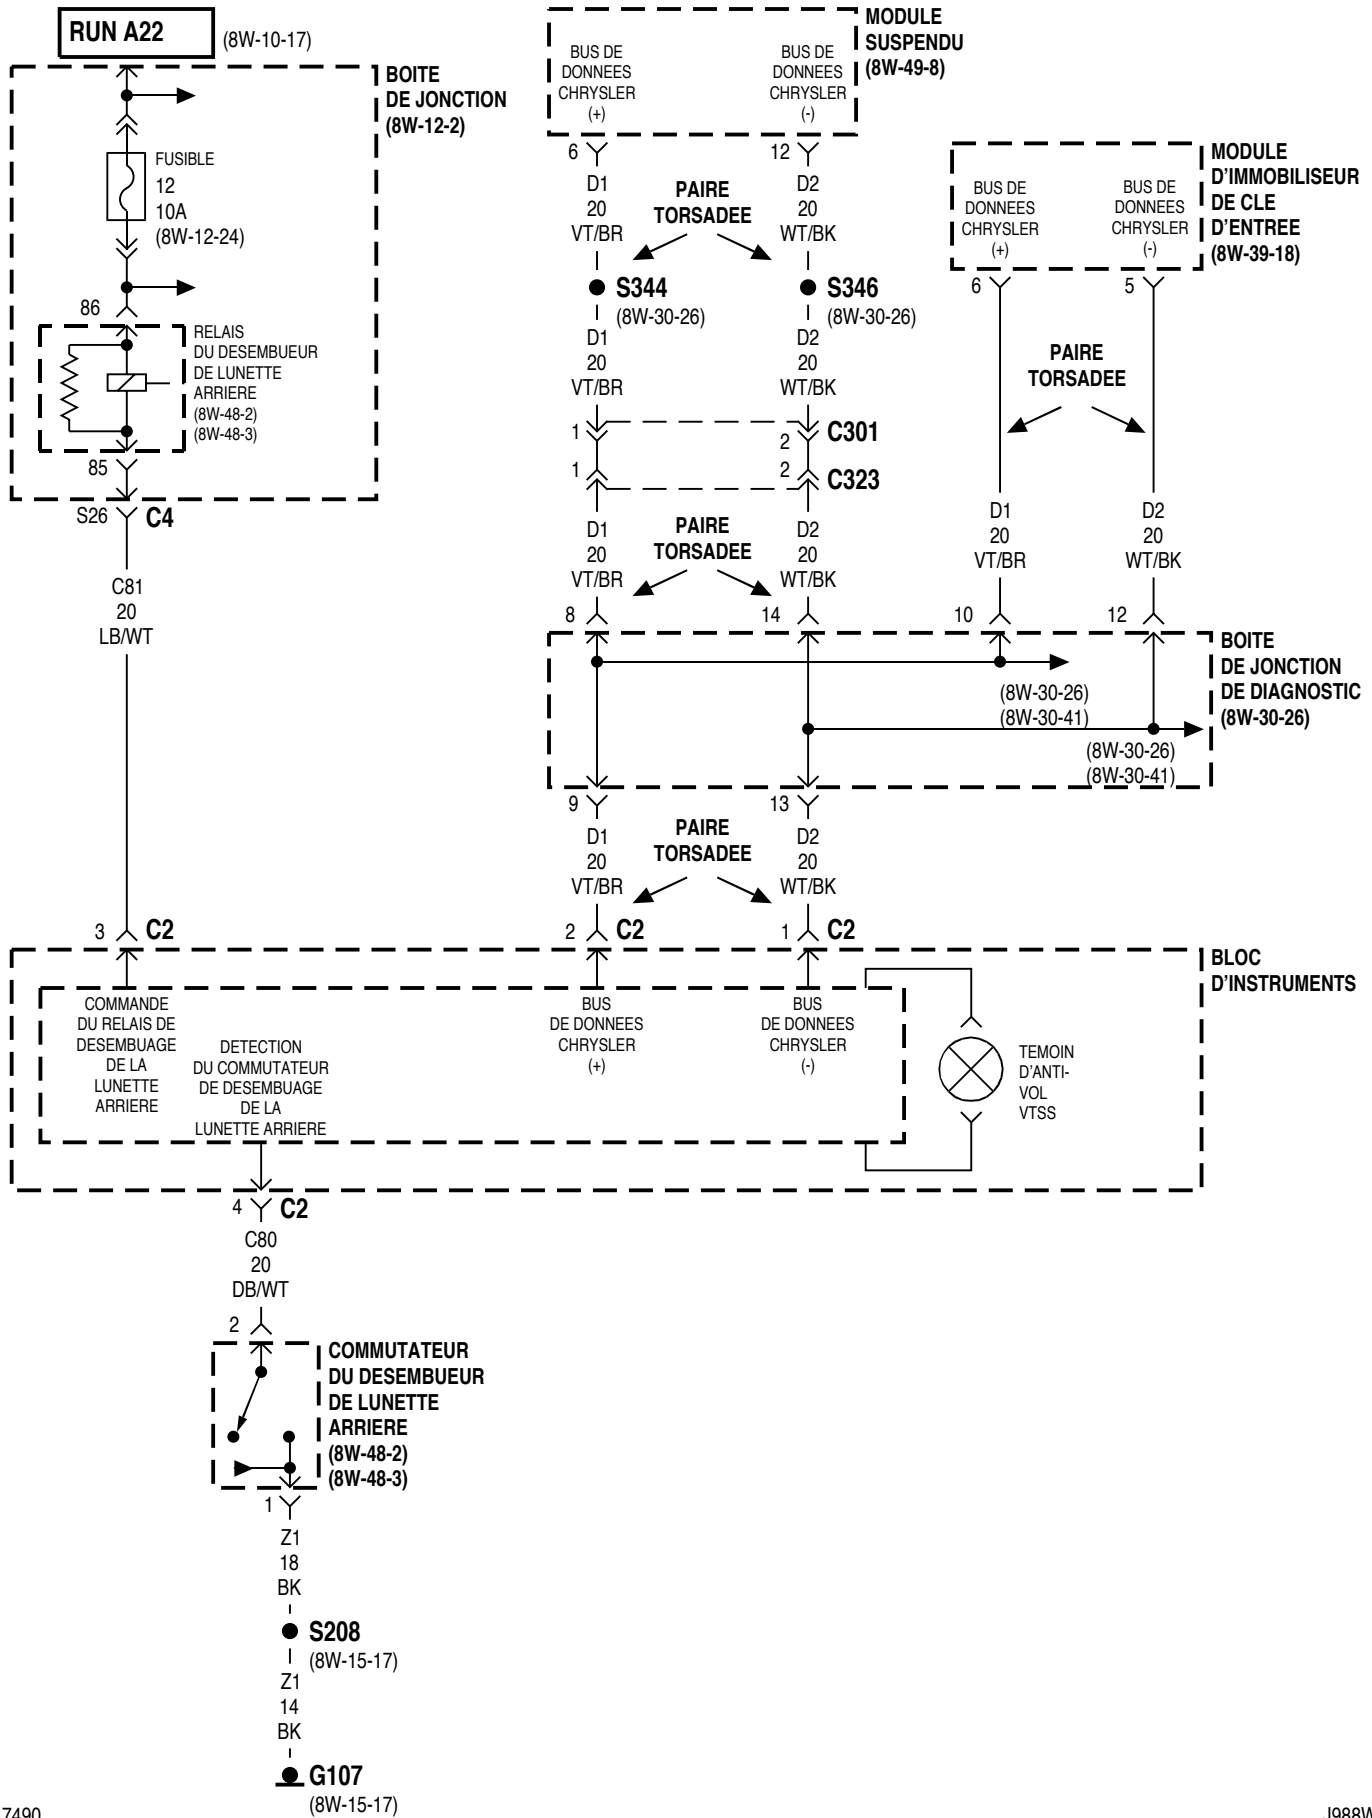 RUN A22
(8W-10-17)
BOITE
DE JONCTION
(8W-12-2)
FUSIBLE
12
10A
(8W-12-24)
86
RELAIS
DU DESEMBUEUR
DE LUNETTE
ARRIERE
(8W-48-2)
(8W-48-3)
85
S26
C4
C81
20
LB/WT
3
C2
MODULE
SUSPENDU
(8W-49-8)
BUS DE
DONNEES
CHRYSLER
(+)
BUS DE
DONNEES
CHRYSLER
(-)
6
12
D1
20
VT/BR
PAIRE
TORSADEE
D2
20
WT/BK
S344
(8W-30-26)
S346
(8W-30-26)
D1
20
VT/BR
D2
20
WT/BK
1
2
C301
1
2
C323
D1
20
VT/BR
PAIRE
TORSADEE
D2
20
WT/BK
8
14
MODULE
D'IMMOBILISEUR
DE CLE
D'ENTREE
(8W-39-18)
BUS DE
DONNEES
CHRYSLER
(+)
BUS DE
DONNEES
CHRYSLER
(-)
6
5
PAIRE
TORSADEE
D1
20
VT/BR
D2
20
WT/BK
10
12
BOITE
DE JONCTION
DE DIAGNOSTIC
(8W-30-26)
(8W-30-26)
(8W-30-41)
(8W-30-26)
(8W-30-41)
9
13
D1
20
VT/BR
PAIRE
TORSADEE
D2
20
WT/BK
2
C2
1
C2
BLOC
D'INSTRUMENTS
COMMANDE
DU RELAIS DE
DESEMBUAGE
DE LA
LUNETTE
ARRIERE
DETECTION
DU COMMUTATEUR
DE DESEMBUAGE
DE LA
LUNETTE ARRIERE
BUS
DE DONNEES
CHRYSLER
(+)
BUS
DE DONNEES
CHRYSLER
(-)
TEMOIN
D'ANTI-
VOL
VTSS
4
C2
C80
20
DB/WT
2
COMMUTATEUR
DU DESEMBUEUR
DE LUNETTE
ARRIERE
(8W-48-2)
(8W-48-3)
1
Z1
18
BK
S208
(8W-15-17)
Z1
14
BK
G107
(8W-15-17)
7490
J988W